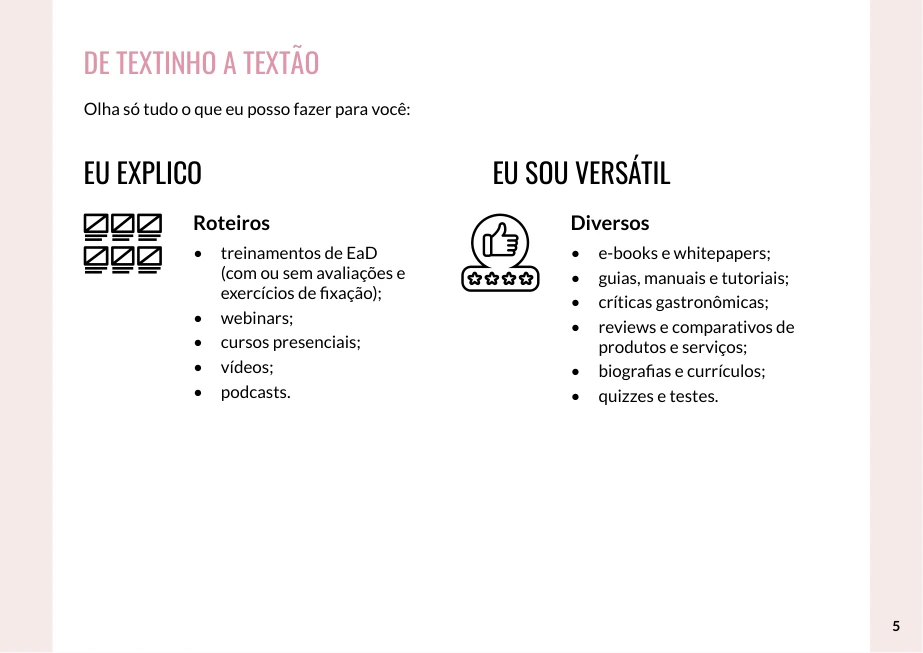 DE TEXTINHO A TEXTÃO
Olha só tudo o que eu posso fazer para você:
EU EXPLICO
Roteiros
• treinamentos de EaD
(com ou sem avaliações e
exercícios de fixação);
• webinars;
• cursos presenciais;
• vídeos;
• podcasts.
EU SOU VERSÁTIL
Diversos
• e-books e whitepapers;
• guias, manuais e tutoriais;
• críticas gastronômicas;
• reviews e comparativos de
produtos e serviços;
• biografias e currículos;
• quizzes e testes.
5